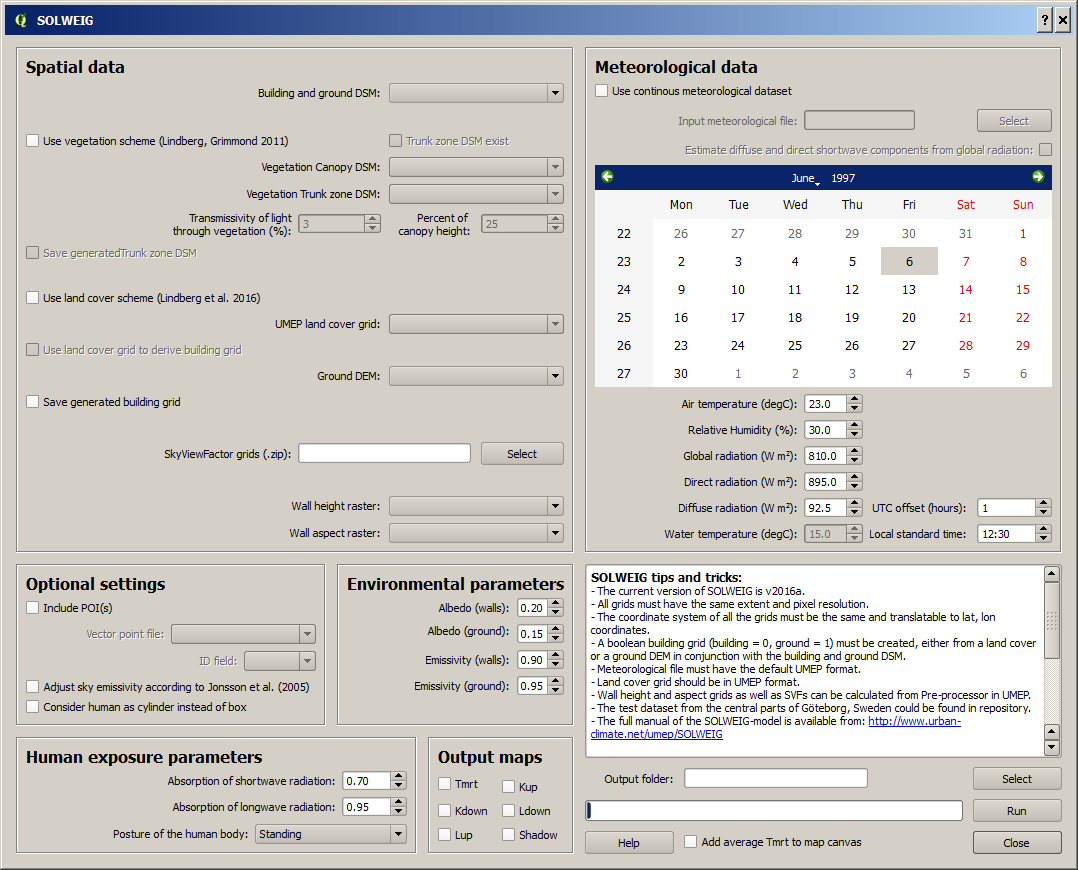 SOLWEIG
?
Spatial data
Building and ground DSM:
Use vegetation scheme (Lindberg, Grimmond 2011)
Trunk zone DSM exist
Vegetation Canopy DSM:
Vegetation Trunk zone DSM:
Transmissivity of light
through vegetation (%):
3
Percent of
canopy height:
25
Save generatedTrunk zone DSM
Use land cover scheme (Lindberg et al. 2016)
UMEP land cover grid:
Use land cover grid to derive building grid
Ground DEM:
Save generated building grid
SkyViewFactor grids (.zip):
Select
Wall height raster:
Wall aspect raster:
Meteorological data
Use continous meteorological dataset
Input meteorological file:
Select
Estimate diffuse and direct shortwave components from global radiation:
June 1997
Mon Tue Wed Thu Fri Sat Sun
22 26 27 28 29 30 31 1
23 2 3 4 5 6 7 8
24 9 10 11 12 13 14 15
25 16 17 18 19 20 21 22
26 23 24 25 26 27 28 29
27 30 1 2 3 4 5 6
Air temperature (degC): 23.0
Relative Humidity (%): 30.0
Global radiation (W m²): 810.0
Direct radiation (W m²): 895.0
Diffuse radiation (W m²): 92.5 UTC offset (hours): 1
Water temperature (degC): 15.0 Local standard time: 12:30
Optional settings
Include POI(s)
Vector point file:
ID field:
Adjust sky emissivity according to Jonsson et al. (2005)
Consider human as cylinder instead of box
Environmental parameters
Albedo (walls): 0.20
Albedo (ground): 0.15
Emissivity (walls): 0.90
Emissivity (ground): 0.95
SOLWEIG tips and tricks:
- The current version of SOLWEIG is v2016a.
- All grids must have the same extent and pixel resolution.
- The coordinate system of all the grids must be the same and translatable to lat, lon
coordinates.
- A boolean building grid (building = 0, ground = 1) must be created, either from a land cover
or a ground DEM in conjunction with the building and ground DSM.
- Meteorological file must have the default UMEP format.
- Land cover grid should be in UMEP format.
- Wall height and aspect grids as well as SVFs can be calculated from Pre-processor in UMEP.
- The test dataset from the central parts of Göteborg, Sweden could be found in repository.
- The full manual of the SOLWEIG-model is available from: http://www.urban-
climate.net/umep/SOLWEIG
Human exposure parameters
Absorption of shortwave radiation: 0.70
Absorption of longwave radiation: 0.95
Posture of the human body: Standing
Output maps
Tmrt Kup
Kdown Ldown
Lup Shadow
Output folder:
Select
Run
Help
Add average Tmrt to map canvas
Close